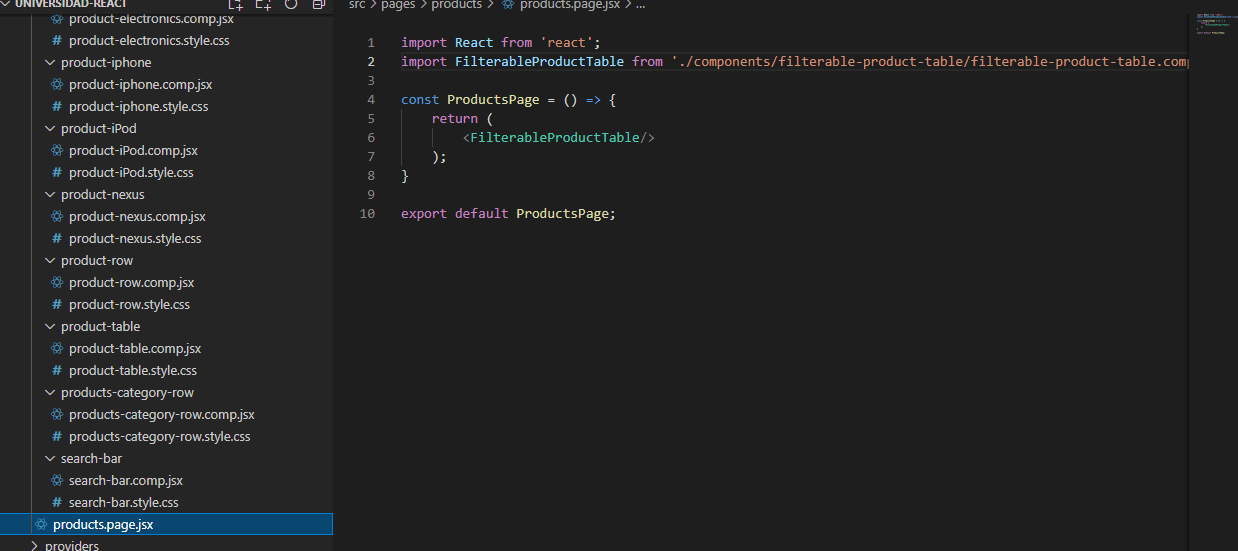 UNIVERSIDAD-REACT
product-electronics.comp.jsx
# product-electronics.style.css
product-iphone
product-iphone.comp.jsx
# product-iphone.style.css
product-iPod
product-iPod.comp.jsx
# product-iPod.style.css
product-nexus
product-nexus.comp.jsx
# product-nexus.style.css
product-row
product-row.comp.jsx
# product-row.style.css
product-table
product-table.comp.jsx
# product-table.style.css
products-category-row
products-category-row.comp.jsx
# products-category-row.style.css
search-bar
search-bar.comp.jsx
# search-bar.style.css
products.page.jsx
providers
src > pages > products > products.page.jsx > ...
1 import React from 'react';
2 import FilterableProductTable from './components/filterable-product-table/filterable-product-table.comp
3
4 const ProductsPage = () => {
5 return (
6 <FilterableProductTable/>
7 );
8 }
9
10 export default ProductsPage;